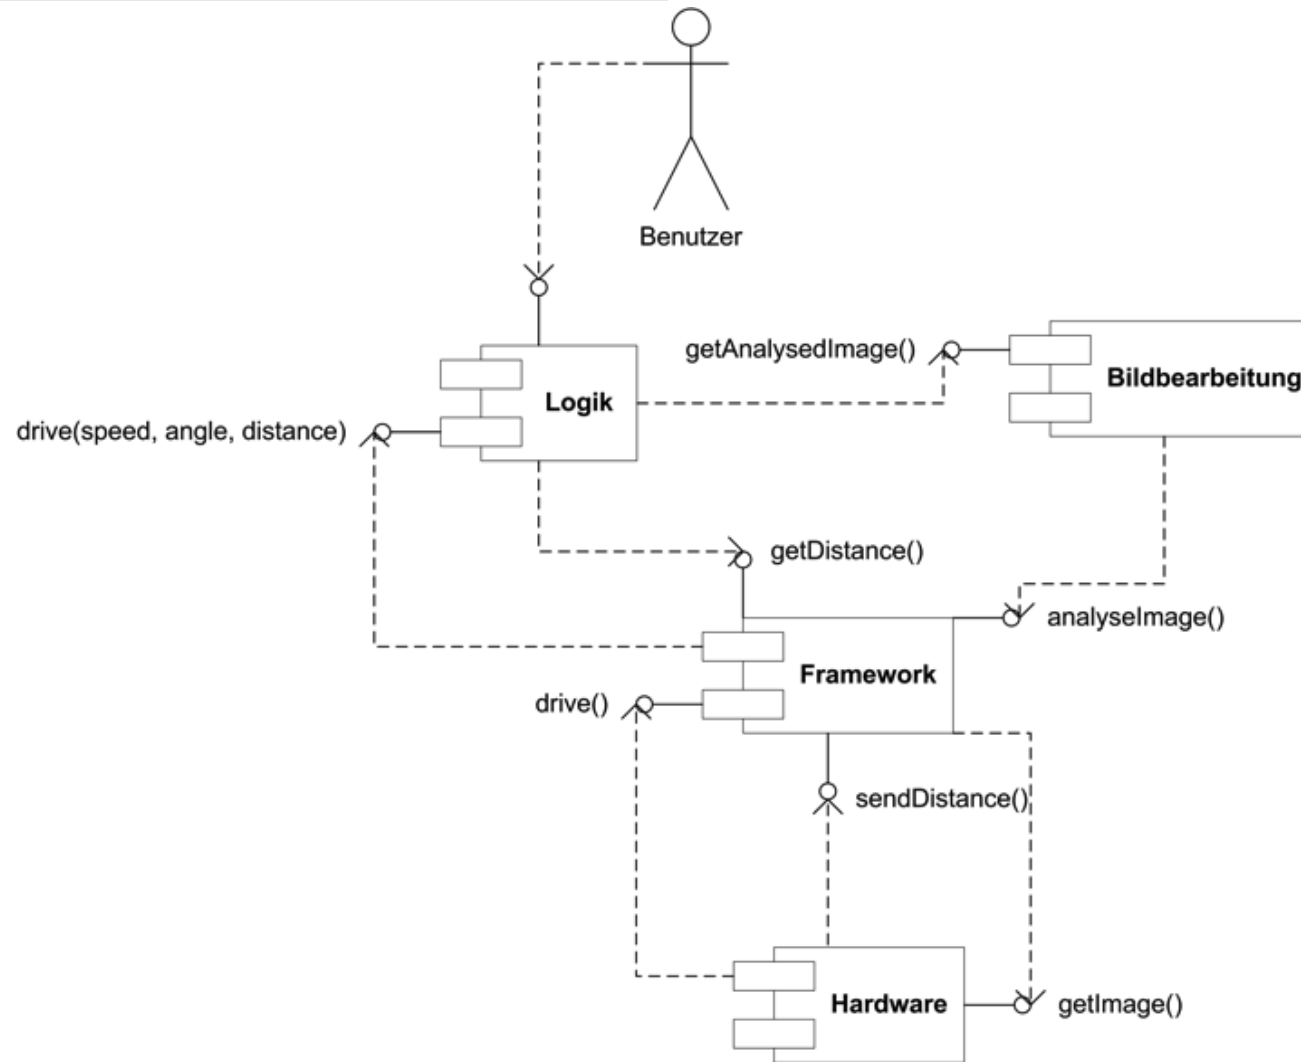 Benutzer
getAnalysedImage()
Bildbearbeitung
Logik
drive(speed, angle, distance)
getDistance()
analyseImage()
Framework
drive()
sendDistance()
Hardware
getImage()